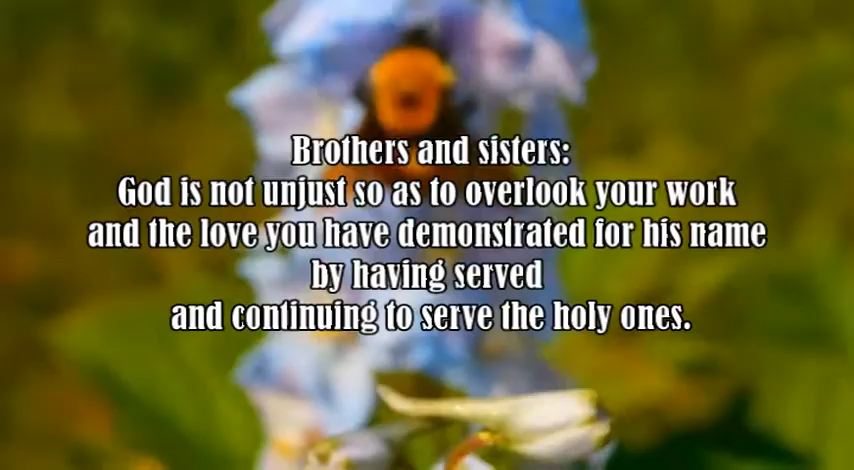 Brothers and sisters:
God is not unjust so as to overlook your work
and the love you have demonstrated for his name
by having served
and continuing to serve the holy ones.